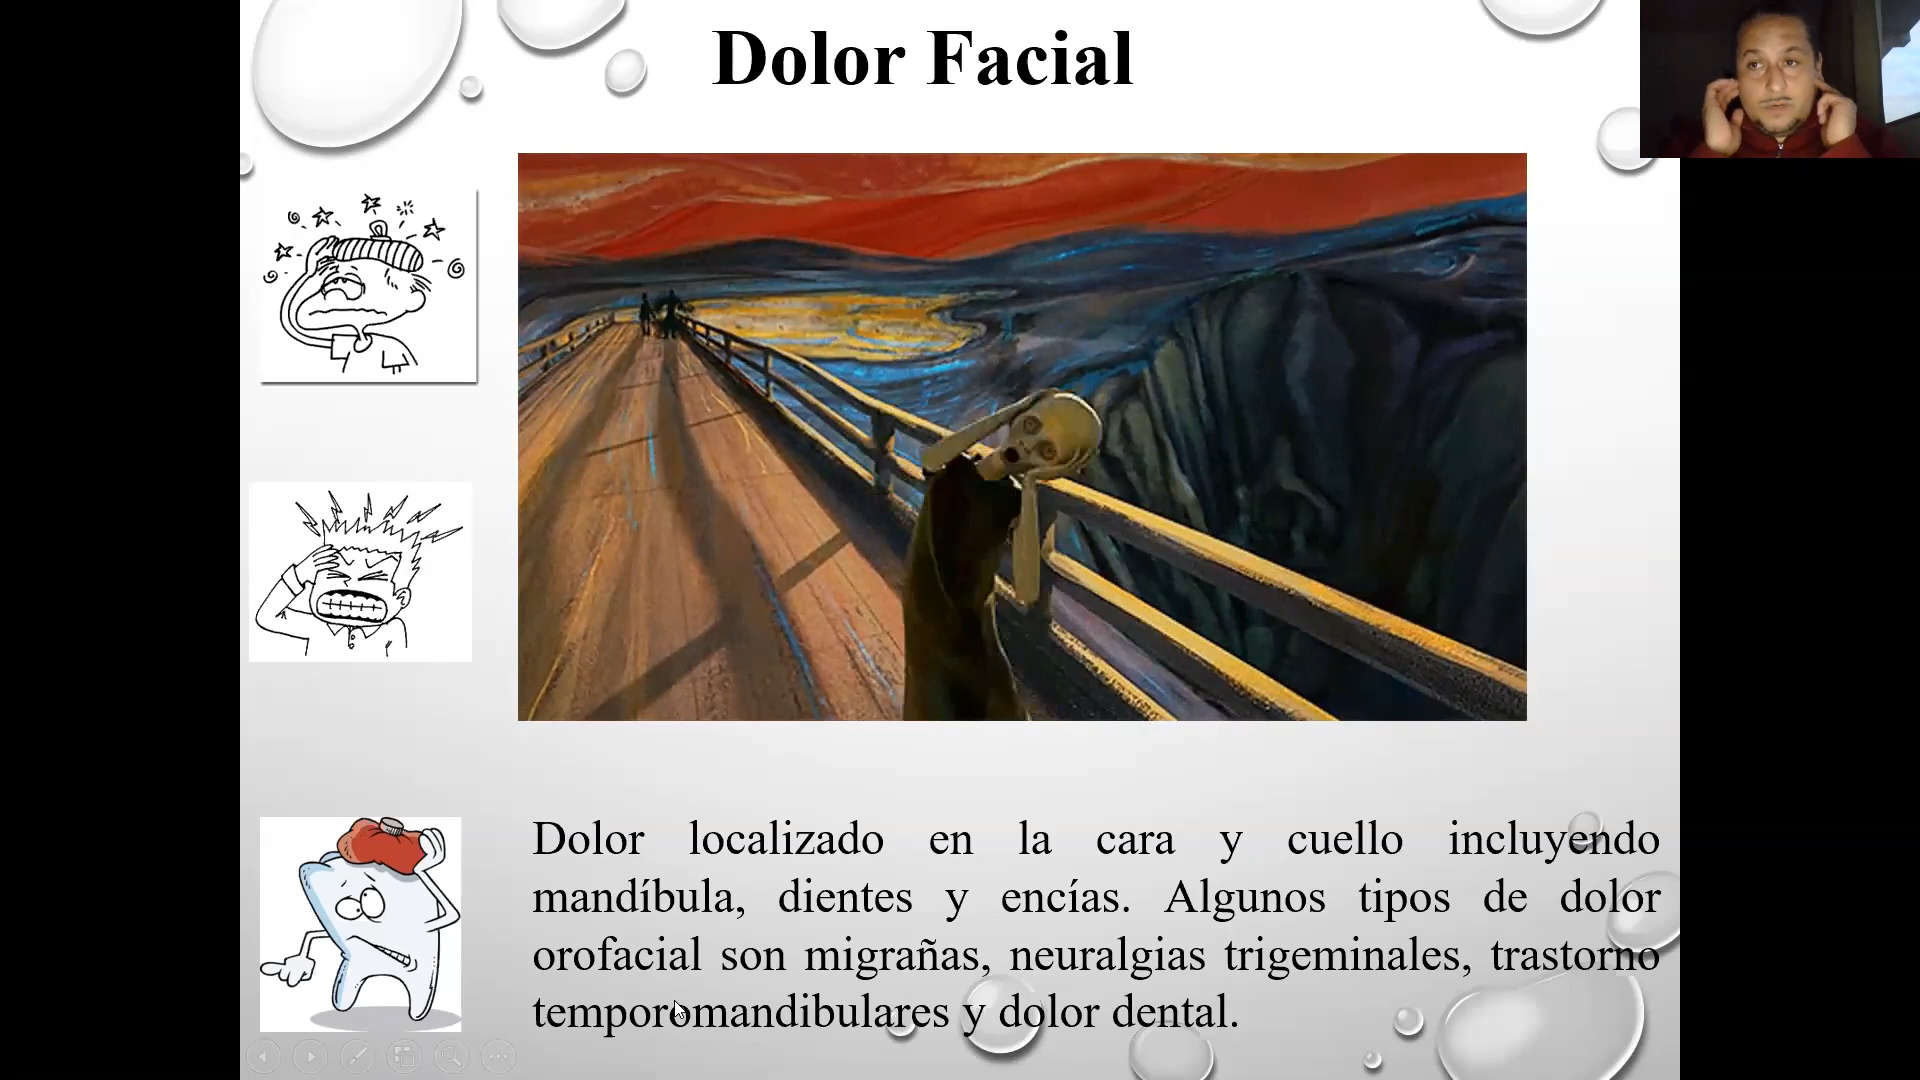 Dolor Facial
Dolor localizado en la cara y cuello incluyendo
mandíbula, dientes y encías. Algunos tipos de dolor
orofacial son migrañas, neuralgias trigeminales, trastorno
temporomandibulares y dolor dental.